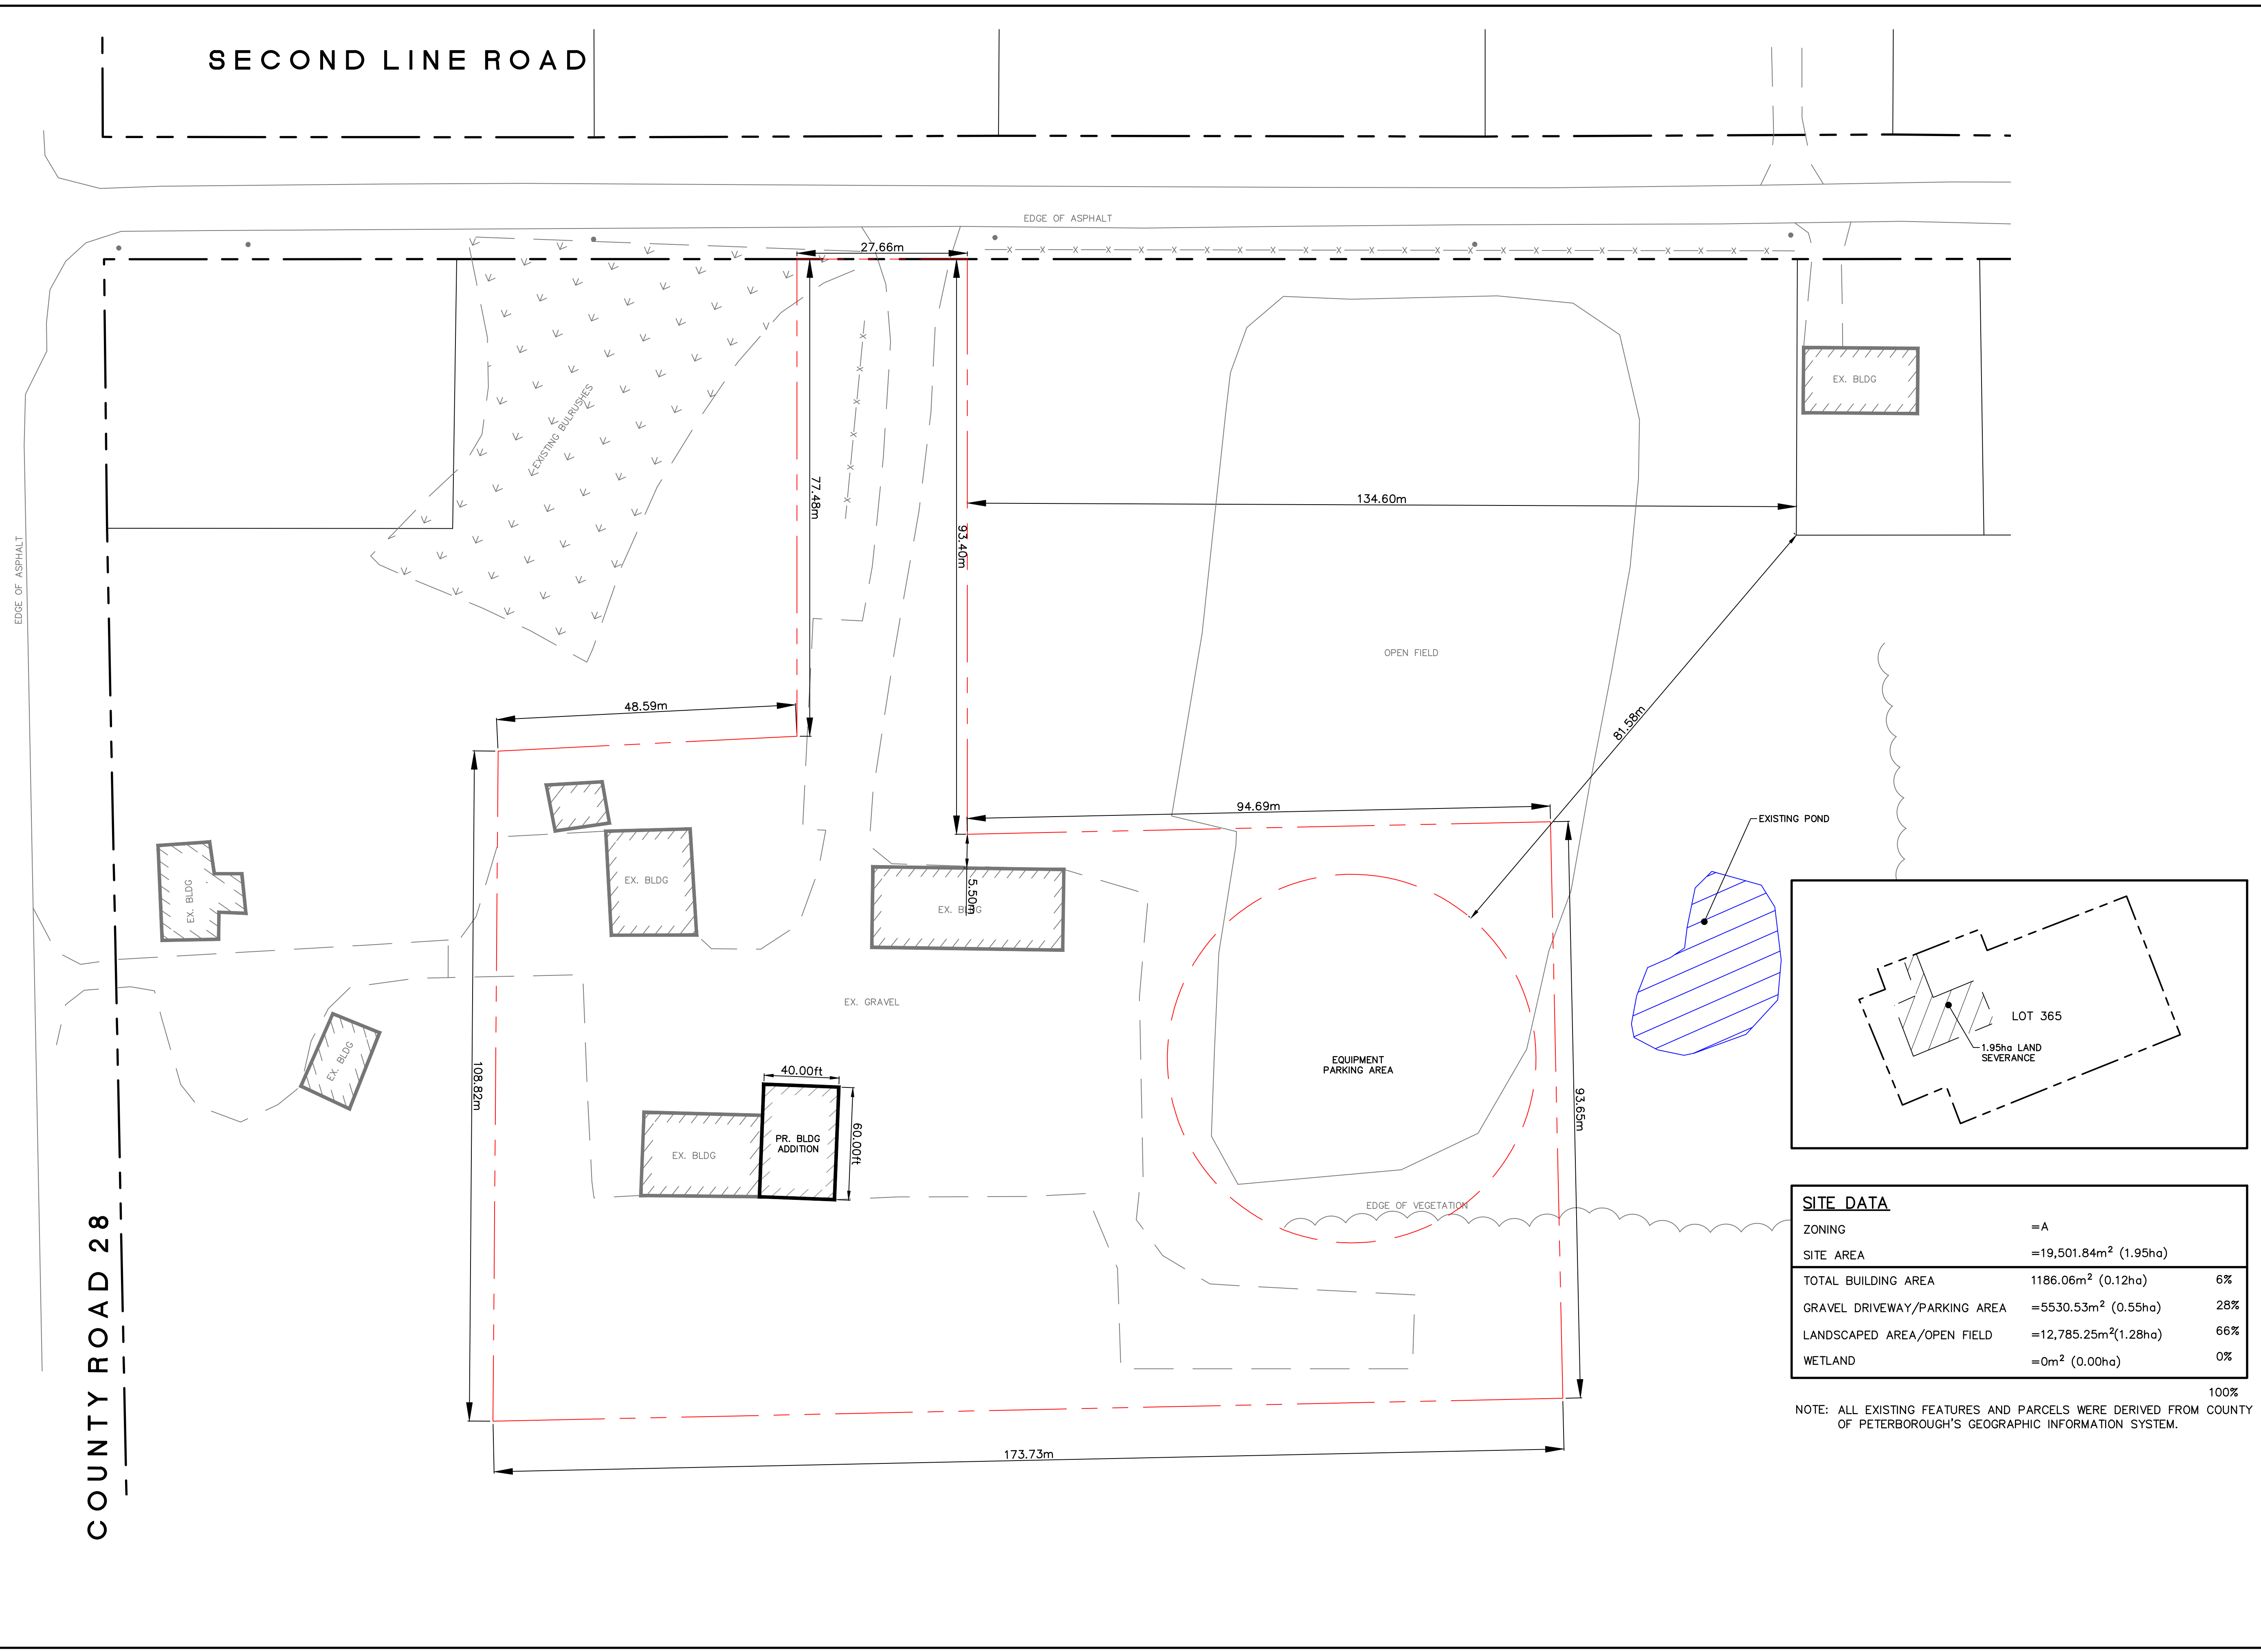 SECOND LINE ROAD
EDGE OF ASPHALT
27.66m
EX. BLDG
EXISTING BULRUSHES
77.48m
93.40m
134.60m
EDGE OF ASPHALT
OPEN FIELD
48.59m
81.58m
94.69m
EXISTING POND
5.50m
EX. BLDG
EX. BLDG
EX. BLDG
EX. GRAVEL
LOT 365
1.95ha LAND
SEVERANCE
EX. BLDG
EQUIPMENT
PARKING AREA
108.82m
40.00ft
93.65m
60.00ft
PR. BLDG
ADDITION
EX. BLDG
EDGE OF VEGETATION
COUNTY ROAD 28
SITE DATA
ZONING =A
SITE AREA =19,501.84m² (1.95ha)
TOTAL BUILDING AREA 1186.06m² (0.12ha) 6%
GRAVEL DRIVEWAY/PARKING AREA =5530.53m² (0.55ha) 28%
LANDSCAPED AREA/OPEN FIELD =12,785.25m²(1.28ha) 66%
WETLAND =0m² (0.00ha) 0%
100%
NOTE: ALL EXISTING FEATURES AND PARCELS WERE DERIVED FROM COUNTY
OF PETERBOROUGH'S GEOGRAPHIC INFORMATION SYSTEM.
173.73m